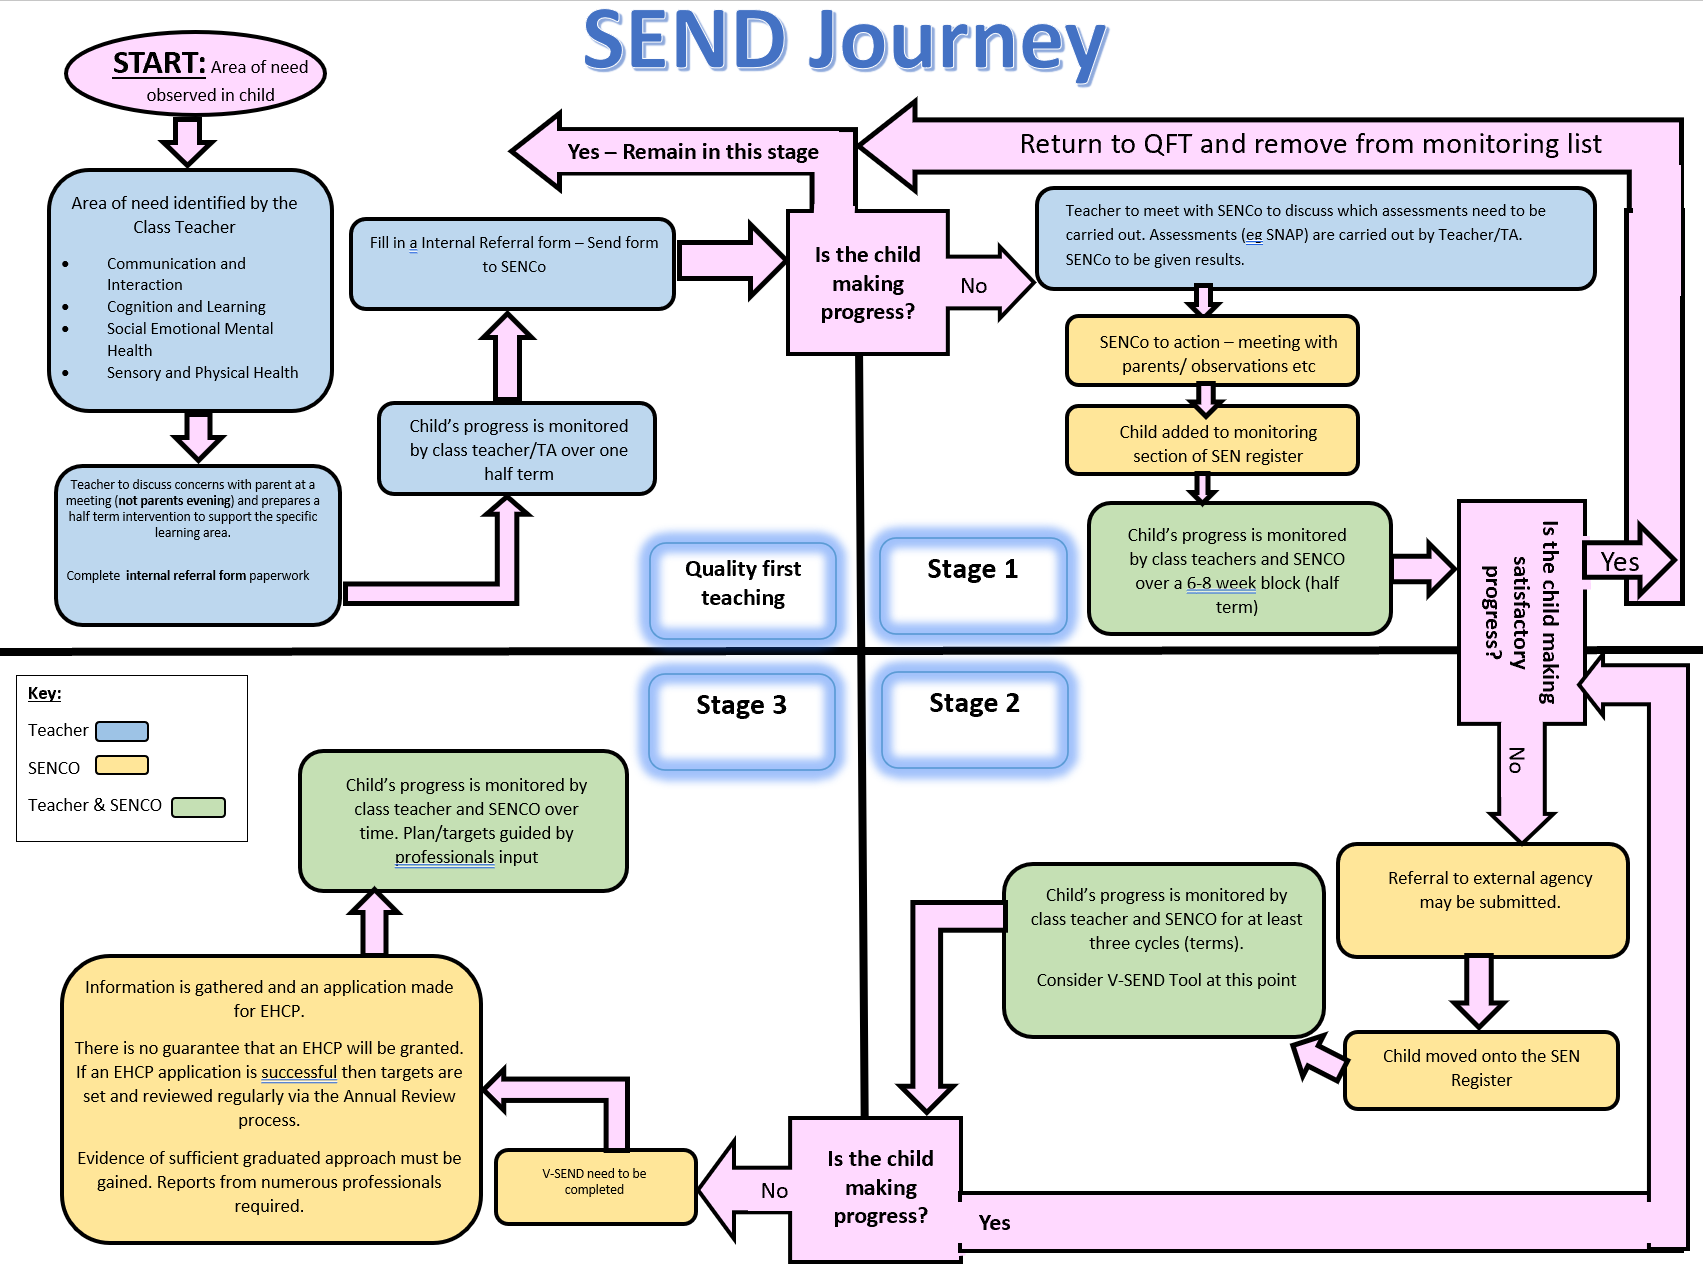 SEND Journey
START: Area of need
observed in child
Area of need identified by the
Class Teacher
• Communication and
Interaction
• Cognition and Learning
• Social Emotional Mental
Health
• Sensory and Physical Health
Teacher to discuss concerns with parent at a
meeting (not parents evening) and prepares a
half term intervention to support the specific
learning area.
Complete internal referral form paperwork
Child's progress is monitored
by class teacher/TA over one
half term
Fill in a Internal Referral form – Send form
to SENCo
Is the child
making
progress?
Yes – Remain in this stage
No
Return to QFT and remove from monitoring list
Teacher to meet with SENCo to discuss which assessments need to be
carried out. Assessments (eg SNAP) are carried out by Teacher/TA.
SENCo to be given results.
SENCo to action – meeting with
parents/ observations etc
Child added to monitoring
section of SEN register
Child's progress is monitored
by class teachers and SENCO
over a 6-8 week block (half
term)
Is the child making
satisfactory
progress?
Yes
No
Quality first
teaching
Stage 1
Stage 3
Stage 2
Key:
Teacher
SENCO
Teacher & SENCO
Referral to external agency
may be submitted.
Child moved onto the SEN
Register
Child's progress is monitored by
class teacher and SENCO for at least
three cycles (terms).
Consider V-SEND Tool at this point
Is the child
making
progress?
Yes
No
V-SEND need to be
completed
Information is gathered and an application made
for EHCP.
There is no guarantee that an EHCP will be granted.
If an EHCP application is successful then targets are
set and reviewed regularly via the Annual Review
process.
Evidence of sufficient graduated approach must be
gained. Reports from numerous professionals
required.
Child's progress is monitored by
class teacher and SENCO over
time. Plan/targets guided by
professionals input